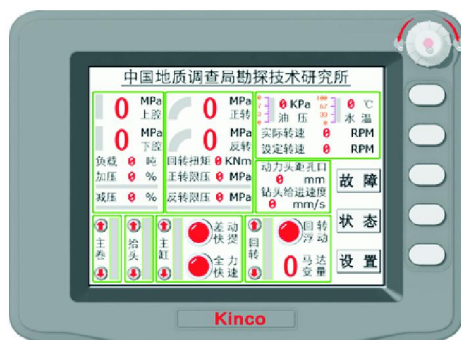 中国地质调查局勘探技术研究所
0 MPa 上腔
0 MPa 下腔
负载 0 吨
加压 0 %
减压 0 %
0 MPa 正转
0 MPa 反转
回转扭矩 0 KNm
正转限压 0 MPa
反转限压 0 MPa
0 KPa 油压
0 ℃ 水温
实际转速 0 RPM
设定转速 0 RPM
动力头距孔口
0 mm
钻头给进速度
0 mm/s
故障
状态
设置
主卷
抬头
主缸
差动快提
全力快速
回转
回转浮动
0 马达变量
Kinco